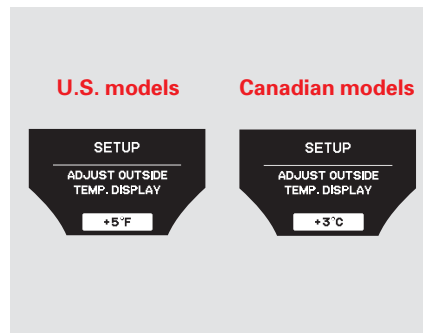 U.S. models
SETUP
ADJUST OUTSIDE
TEMP. DISPLAY
+5°F
Canadian models
SETUP
ADJUST OUTSIDE
TEMP. DISPLAY
+3°C